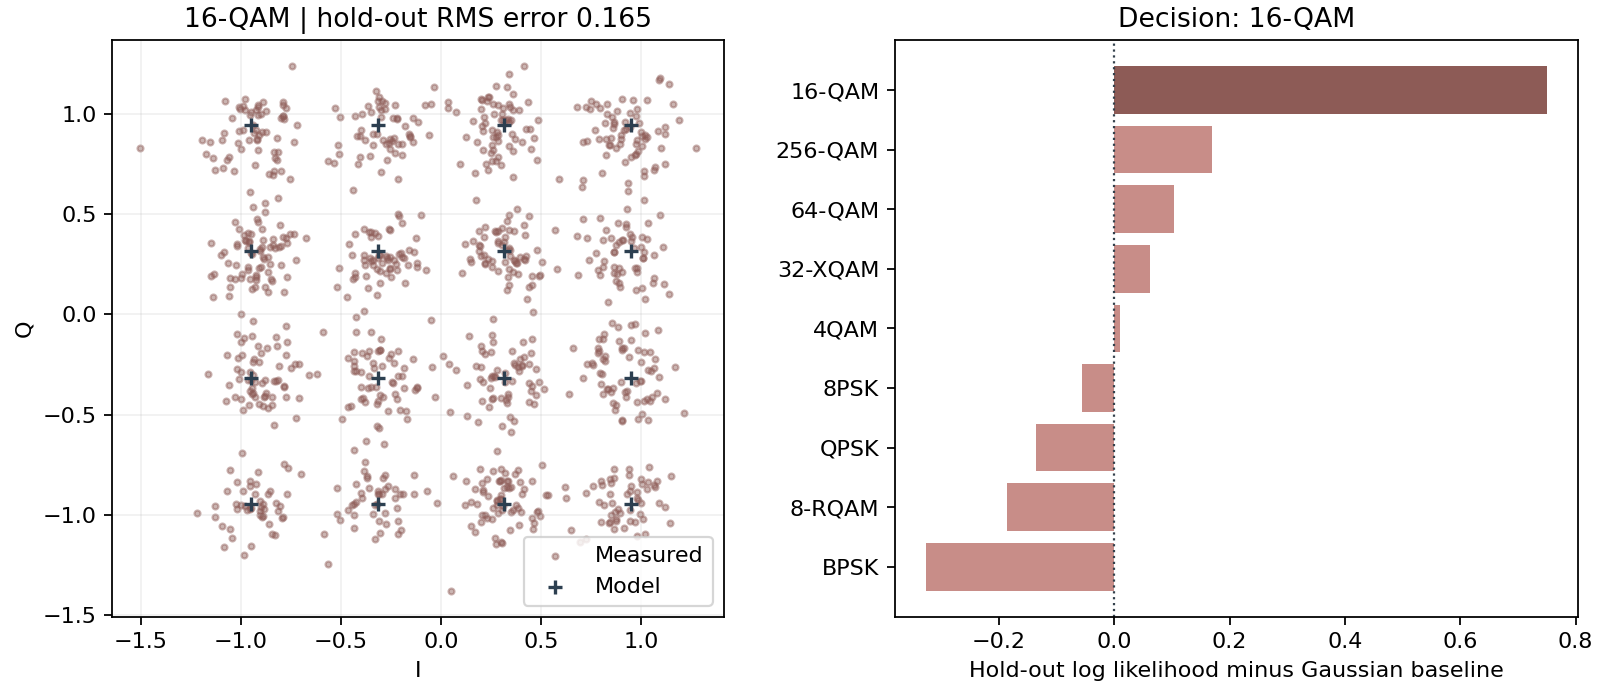 16-QAM | hold-out RMS error 0.165
1.0
0.5
0.0
−0.5
−1.0
−1.5
Q
−1.5
−1.0
−0.5
0.0
0.5
1.0
I
Measured
Model
Decision: 16-QAM
16-QAM
256-QAM
64-QAM
32-XQAM
4QAM
8PSK
QPSK
8-RQAM
BPSK
−0.2
0.0
0.2
0.4
0.6
0.8
Hold-out log likelihood minus Gaussian baseline